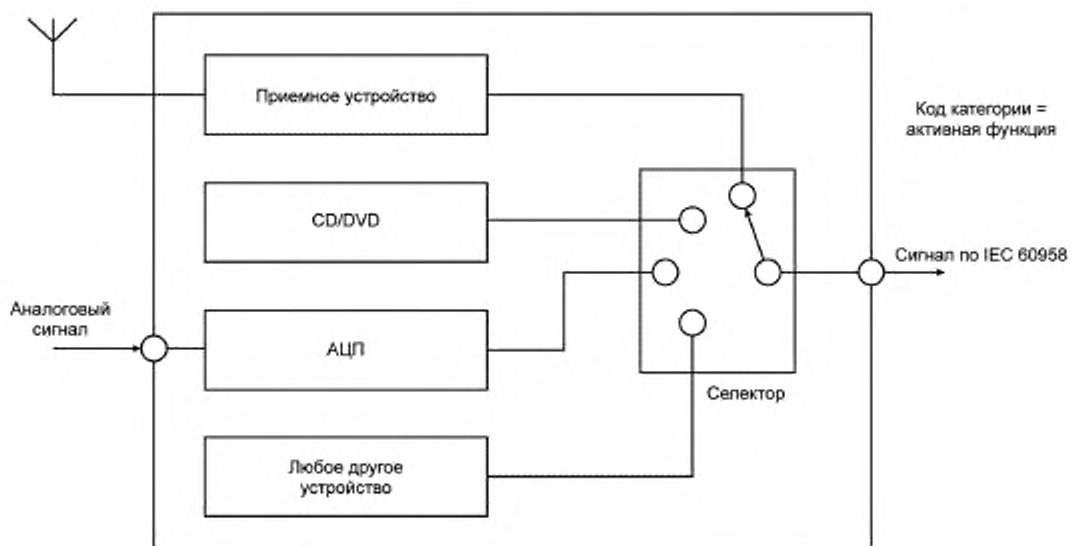 Приемное устройство
Код категории =
активная функция
CD/DVD
Сигнал по IEC 60958
Аналоговый
сигнал
АЦП
Селектор
Любое другое
устройство